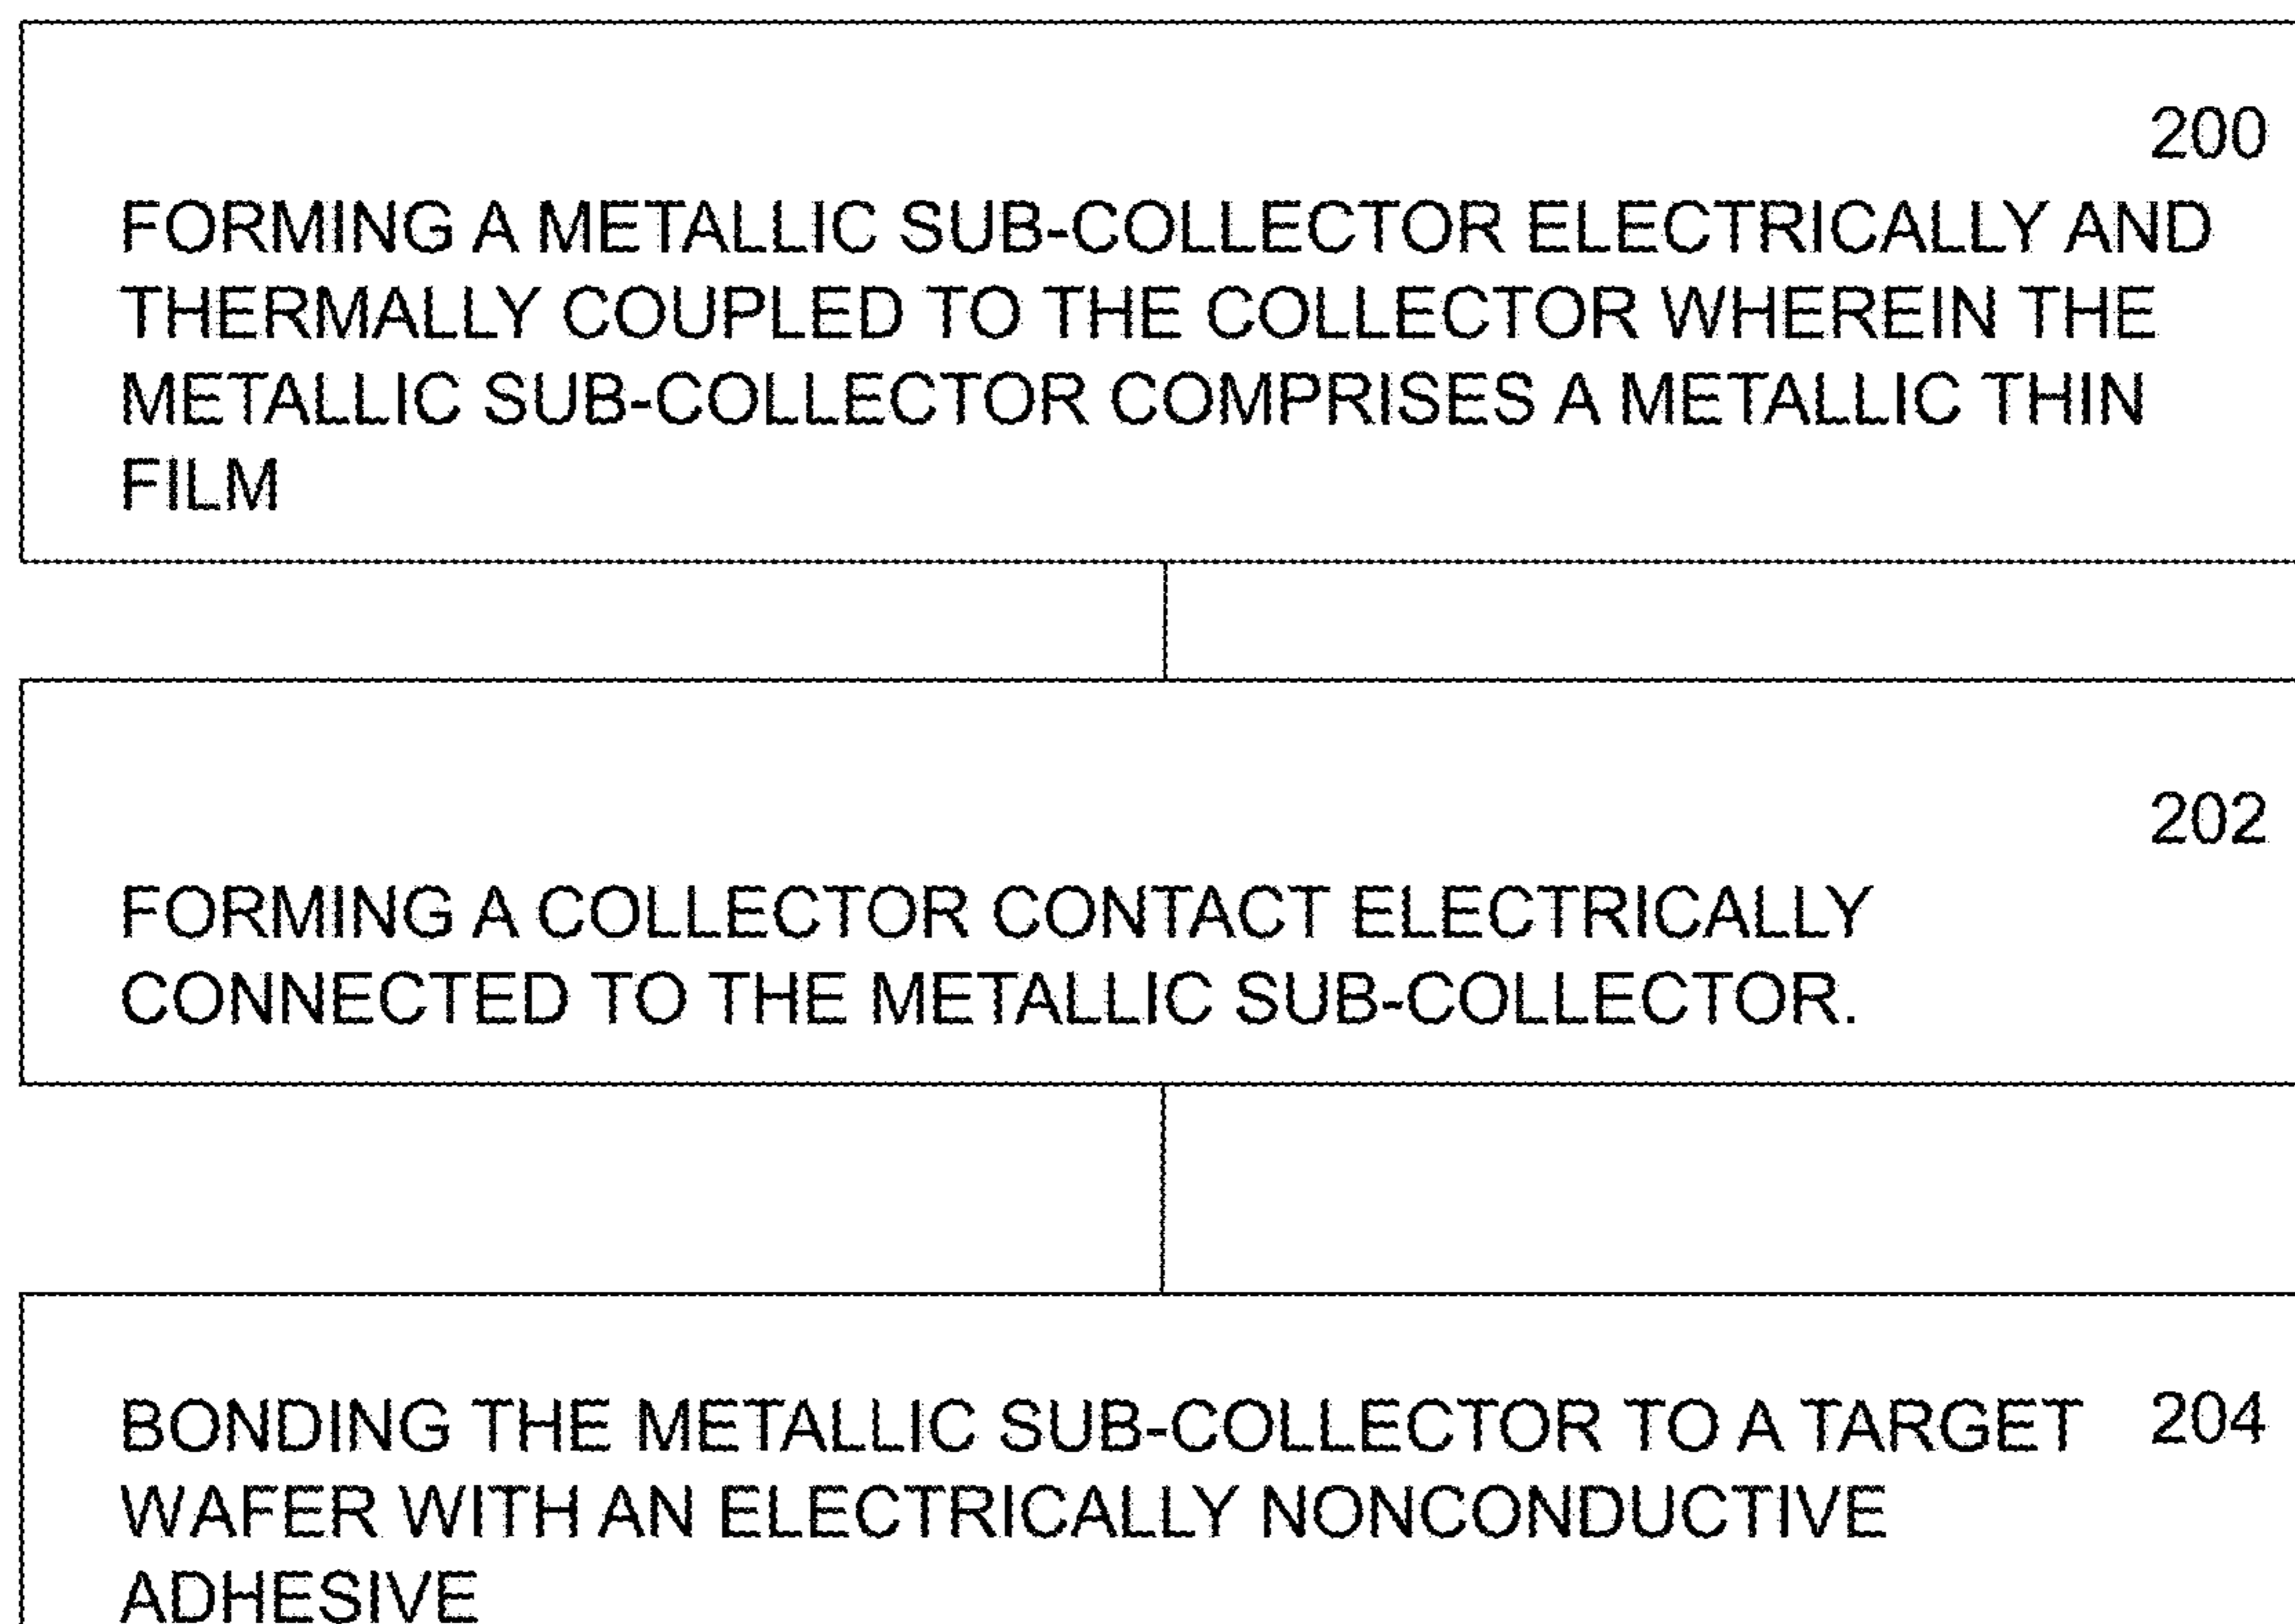 200
FORMING A METALLIC SUB-COLLECTOR ELECTRICALLY AND
THERMALLY COUPLED TO THE COLLECTOR WHEREIN THE
METALLIC SUB-COLLECTOR COMPRISES A METALLIC THIN
FILM
202
FORMING A COLLECTOR CONTACT ELECTRICALLY
CONNECTED TO THE METALLIC SUB-COLLECTOR.
BONDING THE METALLIC SUB-COLLECTOR TO A TARGET 204
WAFER WITH AN ELECTRICALLY NONCONDUCTIVE
ADHESIVE